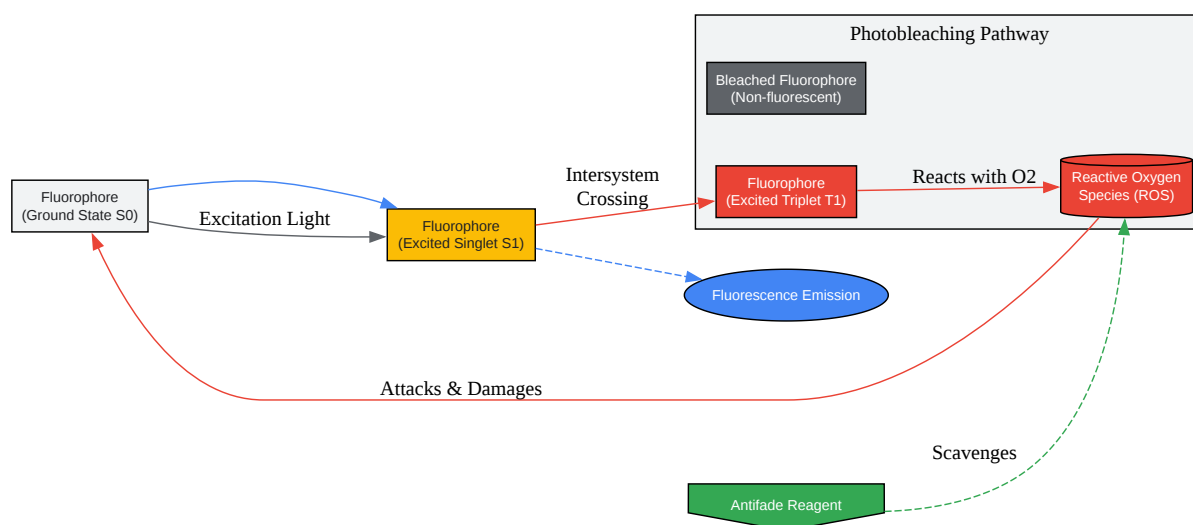 Photobleaching Pathway
Bleached Fluorophore
(Non-fluorescent)
Fluorophore
(Ground State S0)
Excitation Light
Fluorophore
(Excited Singlet S1)
Intersystem
Crossing
Fluorophore
(Excited Triplet T1)
Reacts with O2
Reactive Oxygen
Species (ROS)
Fluorescence Emission
Attacks & Damages
Scavenges
Antifade Reagent